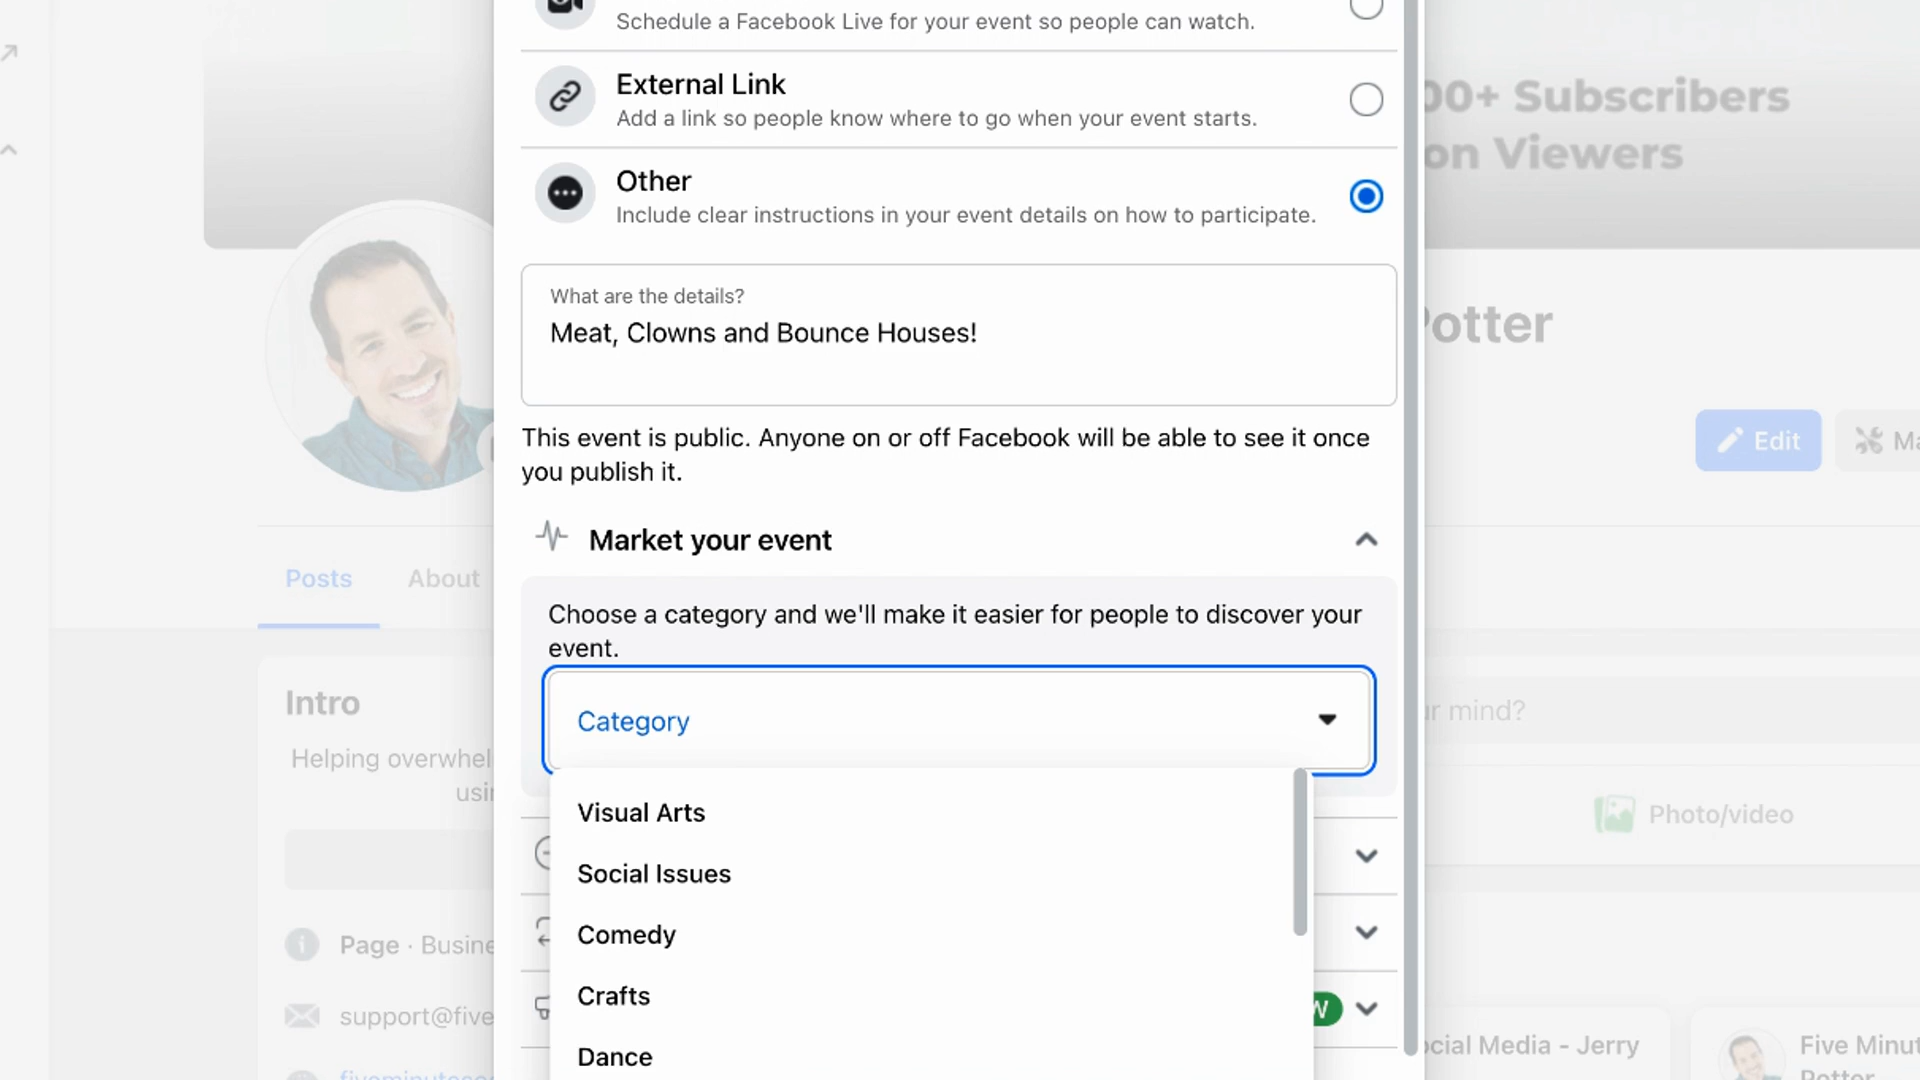 Schedule a Facebook Live for your event so people can watch.
External Link
Add a link so people know where to go when your event starts.
Other
Include clear instructions in your event details on how to participate.
What are the details?
Meat, Clowns and Bounce Houses!
This event is public. Anyone on or off Facebook will be able to see it once
you publish it.
Market your event
Choose a category and we'll make it easier for people to discover your
event.
Category
Visual Arts
Social Issues
Comedy
Crafts
Dance
00+ Subscribers
on Viewers
Potter
Edit
Ma
Posts
About
Intro
Helping overwhel
usin
Page · Busine
support@five
mind?
Photo/video
W
ocial Media - Jerry
Five Minut
Potter